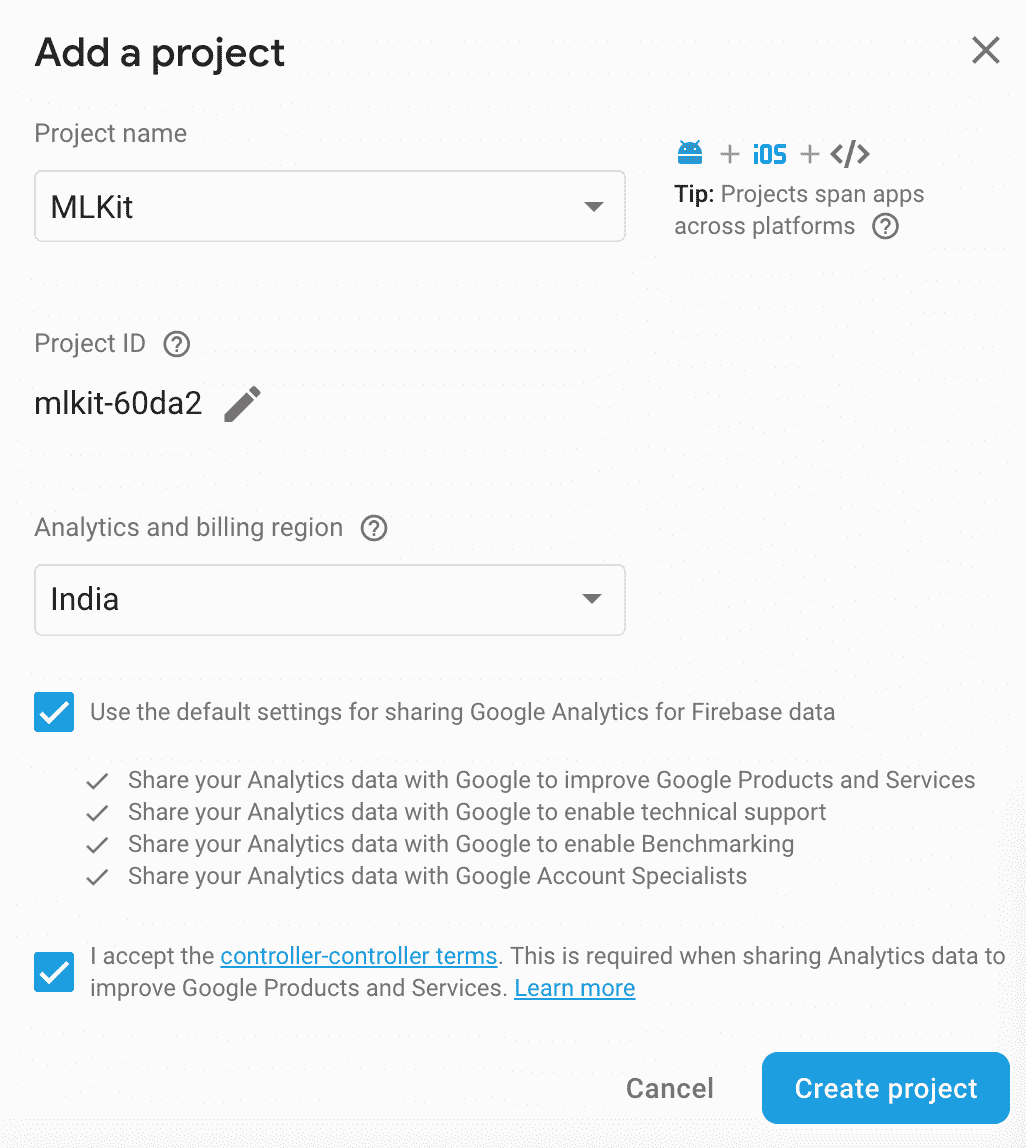 Add a project
Project name
MLKit
iOS
Tip: Projects span apps
across platforms
Project ID
mlkit-60da2
Analytics and billing region
India
Use the default settings for sharing Google Analytics for Firebase data
Share your Analytics data with Google to improve Google Products and Services
Share your Analytics data with Google to enable technical support
Share your Analytics data with Google to enable Benchmarking
Share your Analytics data with Google Account Specialists
I accept the controller-controller terms. This is required when sharing Analytics data to
improve Google Products and Services. Learn more
Cancel
Create project